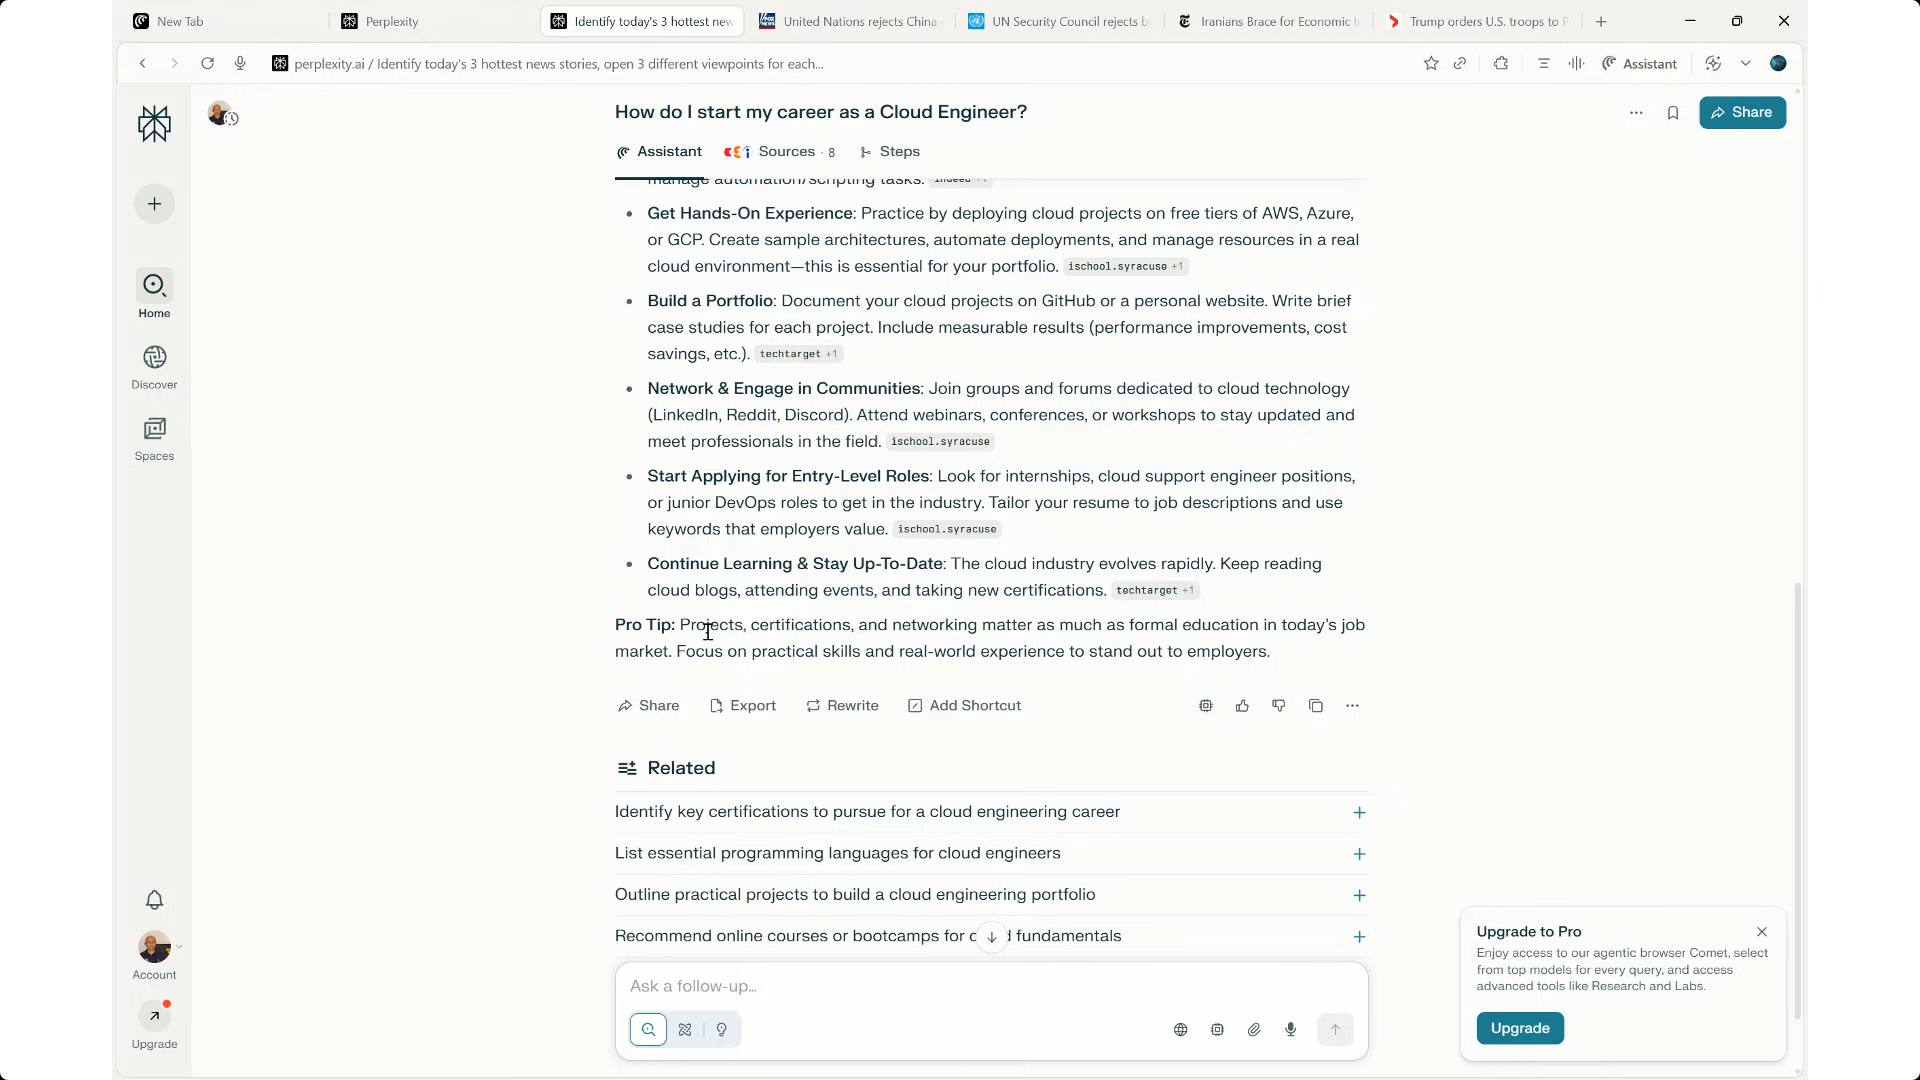 New Tab
Perplexity
Identify today's 3 hottest new
United Nations rejects China
UN Security Council rejects bi
Iranians Brace for Economic I
Trump orders U.S. troops to P
perplexity.ai / Identify today's 3 hottest news stories, open 3 different viewpoints for each...
Assistant
How do I start my career as a Cloud Engineer?
Share
Assistant
Sources · 8
Steps
manage automation/scripting tasks. indeed +1
Home
Discover
Spaces
• Get Hands-On Experience: Practice by deploying cloud projects on free tiers of AWS, Azure,
or GCP. Create sample architectures, automate deployments, and manage resources in a real
cloud environment—this is essential for your portfolio. ischool.syracuse +1
• Build a Portfolio: Document your cloud projects on GitHub or a personal website. Write brief
case studies for each project. Include measurable results (performance improvements, cost
savings, etc.). techtarget +1
• Network & Engage in Communities: Join groups and forums dedicated to cloud technology
(LinkedIn, Reddit, Discord). Attend webinars, conferences, or workshops to stay updated and
meet professionals in the field. ischool.syracuse
• Start Applying for Entry-Level Roles: Look for internships, cloud support engineer positions,
or junior DevOps roles to get in the industry. Tailor your resume to job descriptions and use
keywords that employers value. ischool.syracuse
• Continue Learning & Stay Up-To-Date: The cloud industry evolves rapidly. Keep reading
cloud blogs, attending events, and taking new certifications. techtarget +1
Pro Tip: Projects, certifications, and networking matter as much as formal education in today's job
market. Focus on practical skills and real-world experience to stand out to employers.
Share
Export
Rewrite
Add Shortcut
Related
Identify key certifications to pursue for a cloud engineering career
List essential programming languages for cloud engineers
Outline practical projects to build a cloud engineering portfolio
Recommend online courses or bootcamps for fundamentals
Ask a follow-up...
Account
Upgrade
Upgrade to Pro
Enjoy access to our agentic browser Comet, select
from top models for every query, and access
advanced tools like Research and Labs.
Upgrade